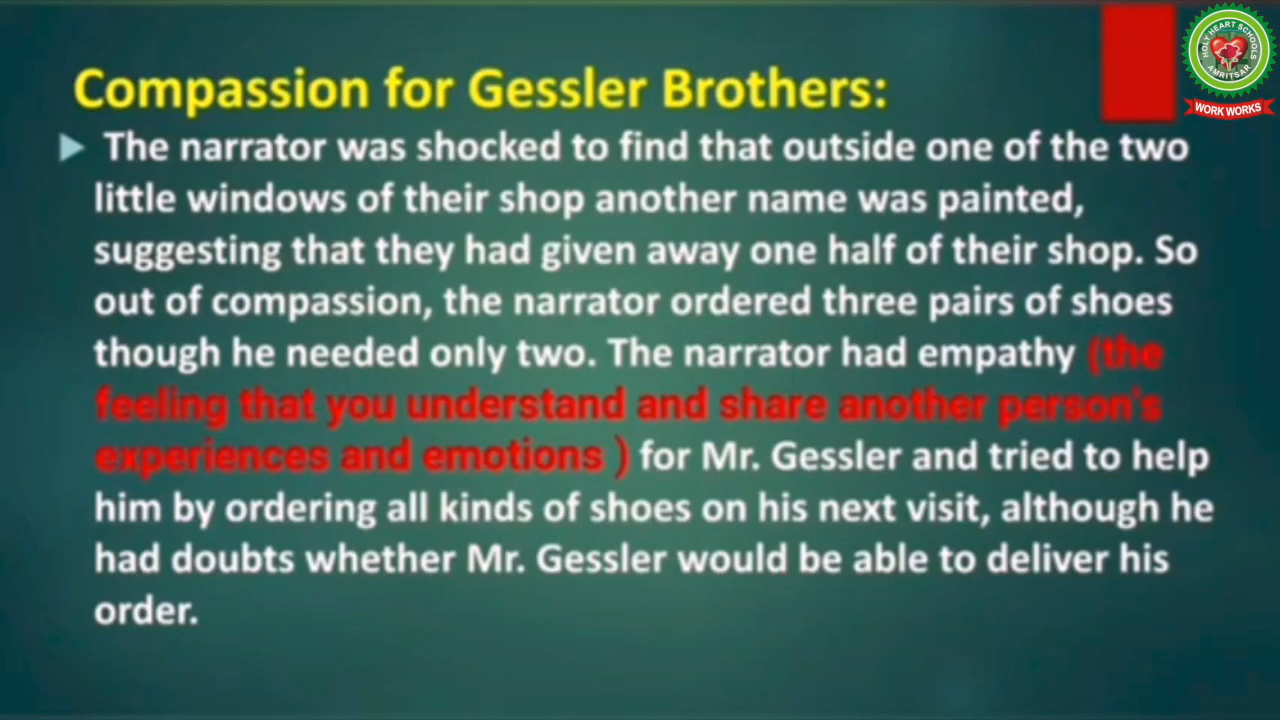 Compassion for Gessler Brothers:
The narrator was shocked to find that outside one of the two
little windows of their shop another name was painted,
suggesting that they had given away one half of their shop. So
out of compassion, the narrator ordered three pairs of shoes
though he needed only two. The narrator had empathy (the
feeling that you understand and share another person's
experiences and emotions ) for Mr. Gessler and tried to help
him by ordering all kinds of shoes on his next visit, although he
had doubts whether Mr. Gessler would be able to deliver his
order.
HOLY HEART SCHOOLS
AMRITSAR
WORK WORKS